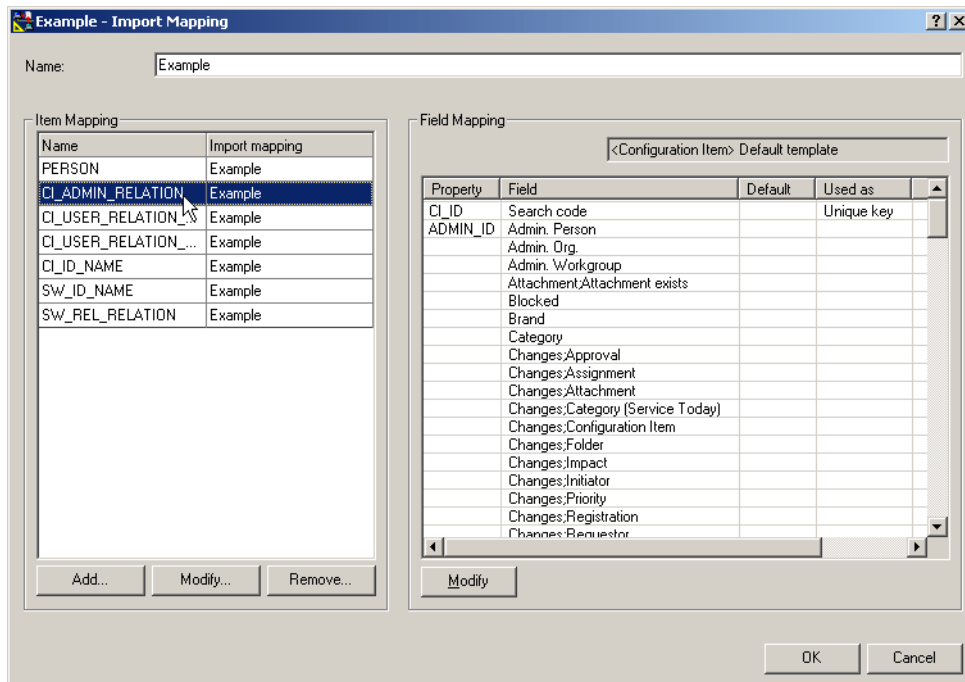 Example - Import Mapping
Name: Example
Item Mapping
Name Import mapping
PERSON Example
CI_ADMIN_RELATION Example
CI_USER_RELATION_... Example
CI_USER_RELATION_... Example
CI_ID_NAME Example
SW_ID_NAME Example
SW_REL_RELATION Example
Add... Modify... Remove...
Field Mapping
<Configuration Item> Default template
Property Field Default Used as
CI_ID Search code Unique key
ADMIN_ID Admin. Person
Admin. Org.
Admin. Workgroup
Attachment;Attachment exists
Blocked
Brand
Category
Changes;Approval
Changes;Assignment
Changes;Attachment
Changes;Category (Service Today)
Changes;Configuration Item
Changes;Folder
Changes;Impact
Changes;Initiator
Changes;Priority
Changes;Registration
Changes;Requestor
Modify
OK Cancel